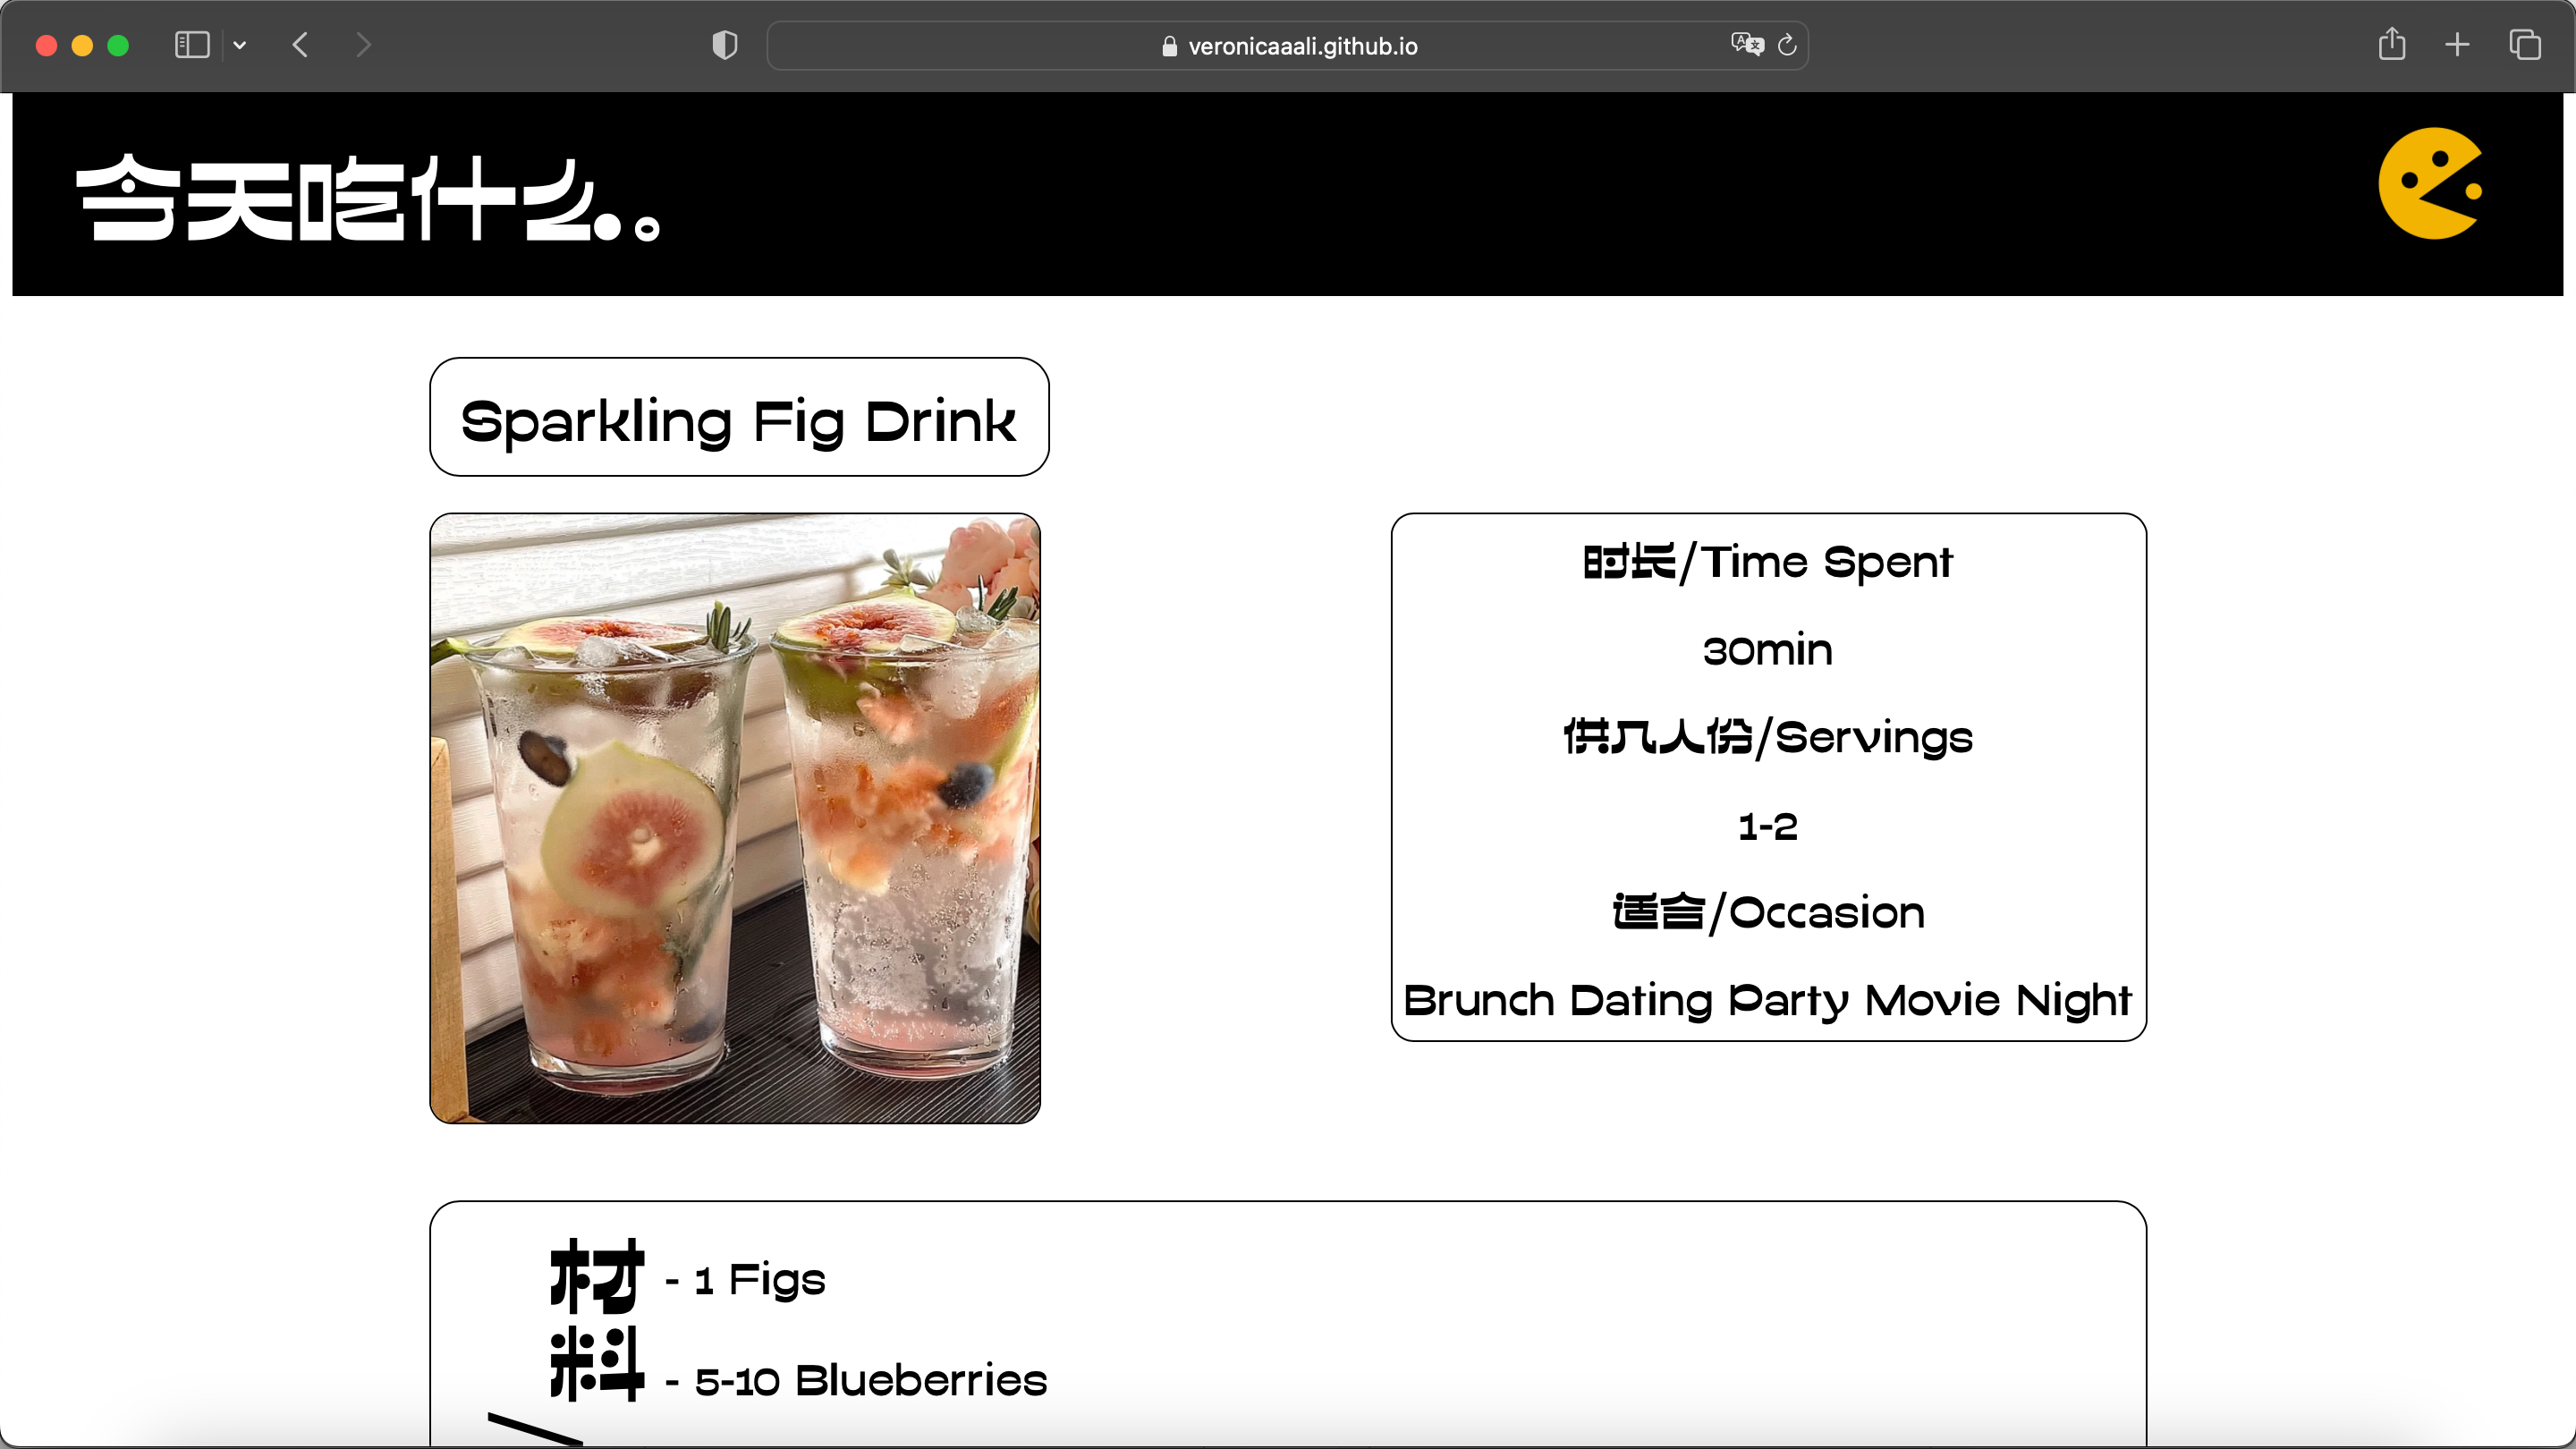 veronicaaali.github.io
今天吃什么.。
Sparkling Fig Drink
时长/Time Spent
30min
供几人份/Servings
1-2
适合/Occasion
Brunch Dating Party Movie Night
材料
- 1 Figs
- 5-10 Blueberries